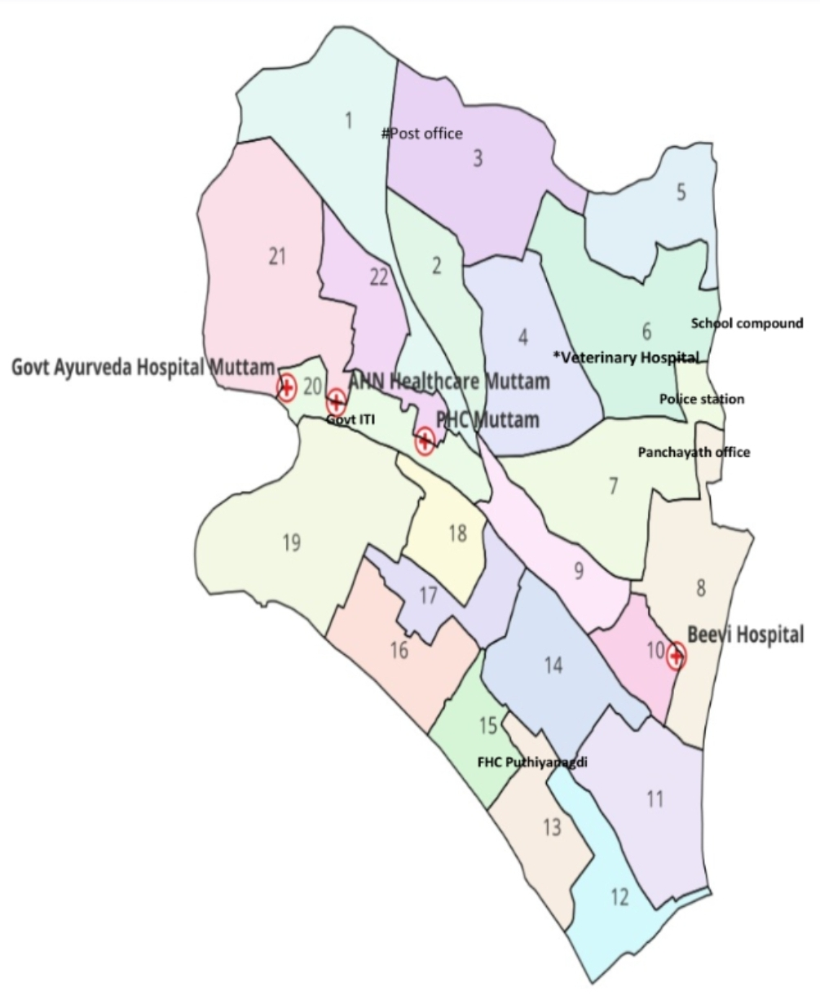 1
#Post office
3
5
21
2
22
School compound
6
4
*Veterinary Hospital
Govt Ayurveda Hospital Muttam
20
AHN Healthcare Muttam
Police station
Govt ITI
PHC Muttam
Panchayath office
7
18
19
9
8
17
Beevi Hospital
16
10
14
15
FHC Puthiyapagdi
11
13
12